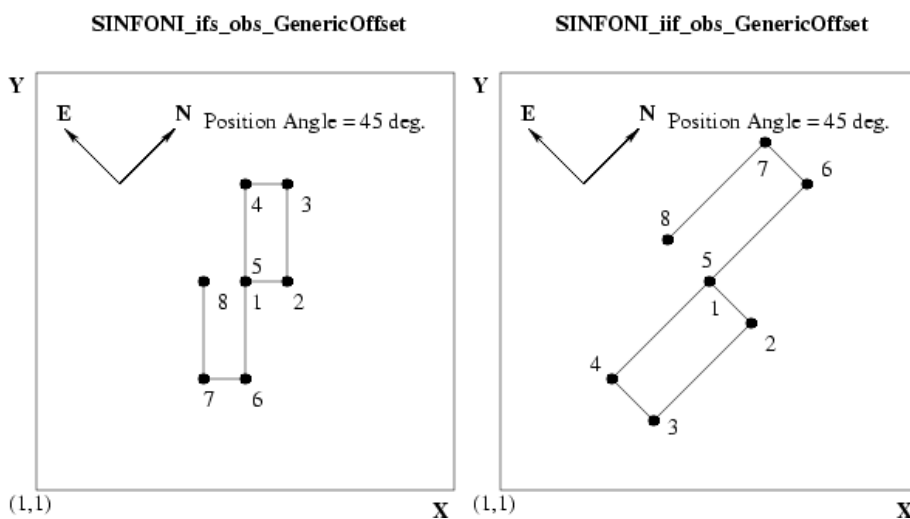 SINFONI_ifs_obs_GenericOffset
Y
E
N
Position Angle = 45 deg.
4
3
5
8
1
2
7
6
(1,1)
X
SINFONI_iif_obs_GenericOffset
Y
E
N
Position Angle = 45 deg.
7
6
8
5
1
2
4
3
(1,1)
X